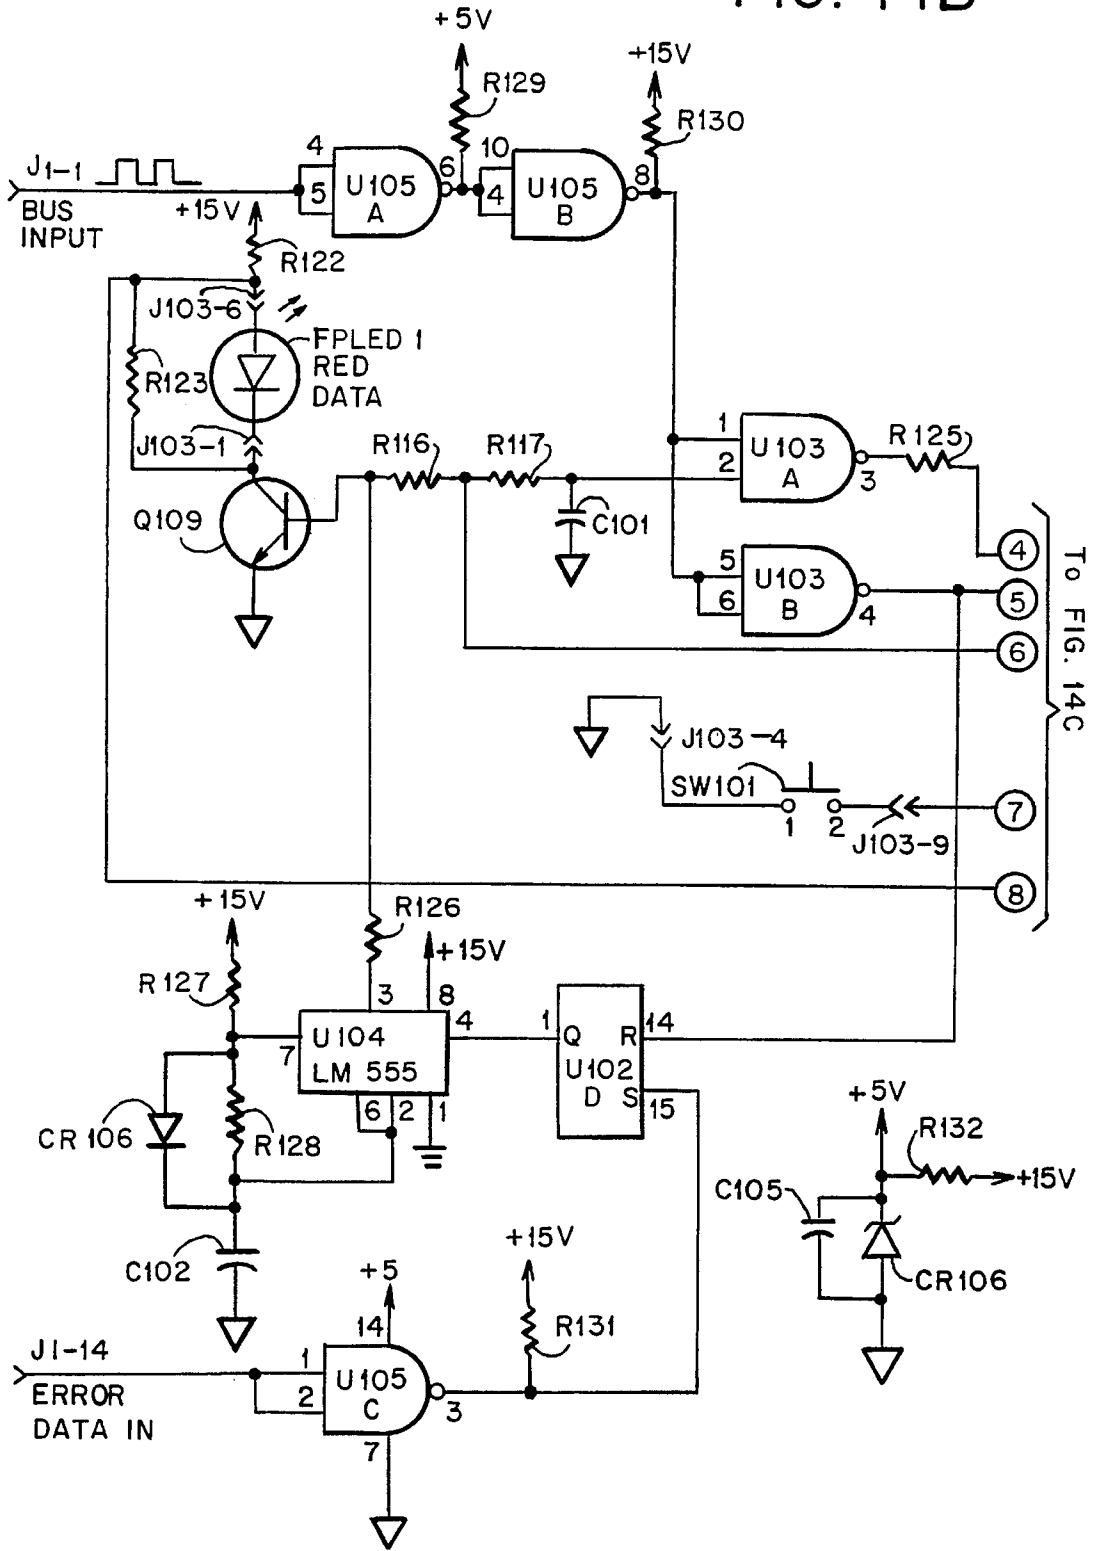 FIG. 14B
+5V
+15V
R129
R130
J1-1
BUS
INPUT
4
5
U105
A
6
10
4
U105
B
8
+15V
R122
J103-6
FPLED 1
RED
DATA
R123
J103-1
Q109
R116
R117
C101
1
2
U103
A
3
R125
5
6
U103
B
4
4
5
6
7
8
To FIG. 14C
J103-4
SW101
1
2
J103-9
+15V
R127
R126
+15V
3
8
7
U104
LM 555
4
6
2
1
CR 106
R128
C102
1
Q
R
14
U102
D
S
15
+5V
R132
+15V
C105
CR106
+15V
R131
+5
14
J1-14
ERROR
DATA IN
1
2
U105
C
3
7